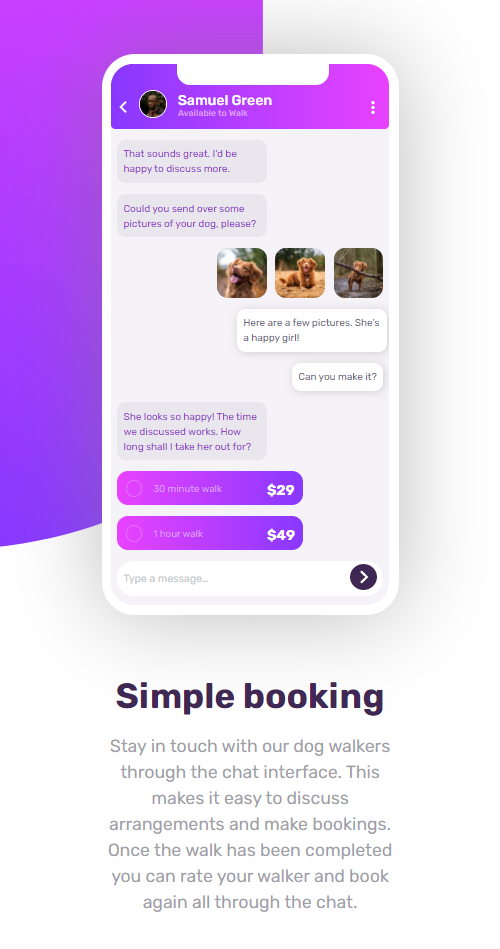 Samuel Green
Available to Walk
That sounds great. I'd be
happy to discuss more.
Could you send over some
pictures of your dog, please?
Here are a few pictures. She's
a happy girl!
Can you make it?
She looks so happy! The time
we discussed works. How
long shall I take her out for?
30 minute walk $29
1 hour walk $49
Type a message…
Simple booking
Stay in touch with our dog walkers
through the chat interface. This
makes it easy to discuss
arrangements and make bookings.
Once the walk has been completed
you can rate your walker and book
again all through the chat.